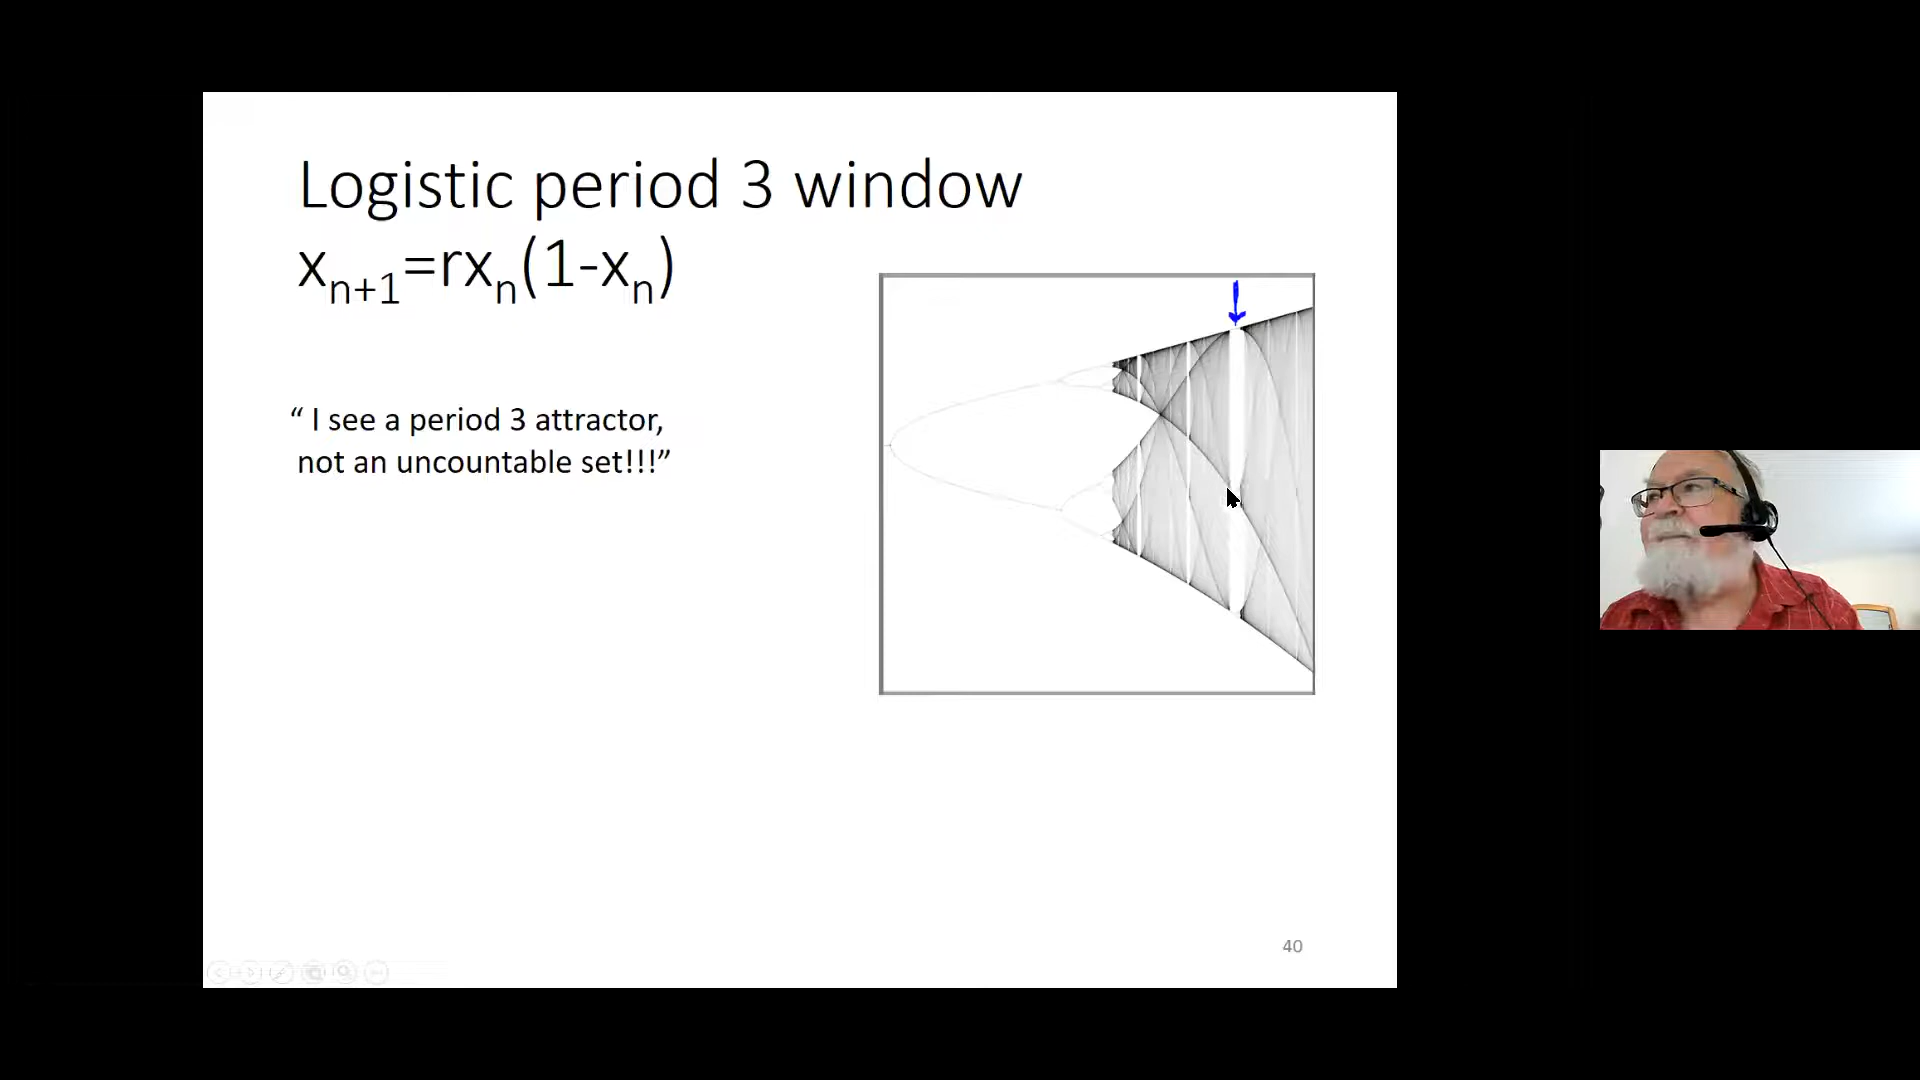 Logistic period 3 window
xₙ₊₁=rxₙ(1-xₙ)
“ I see a period 3 attractor,
not an uncountable set!!!”
40